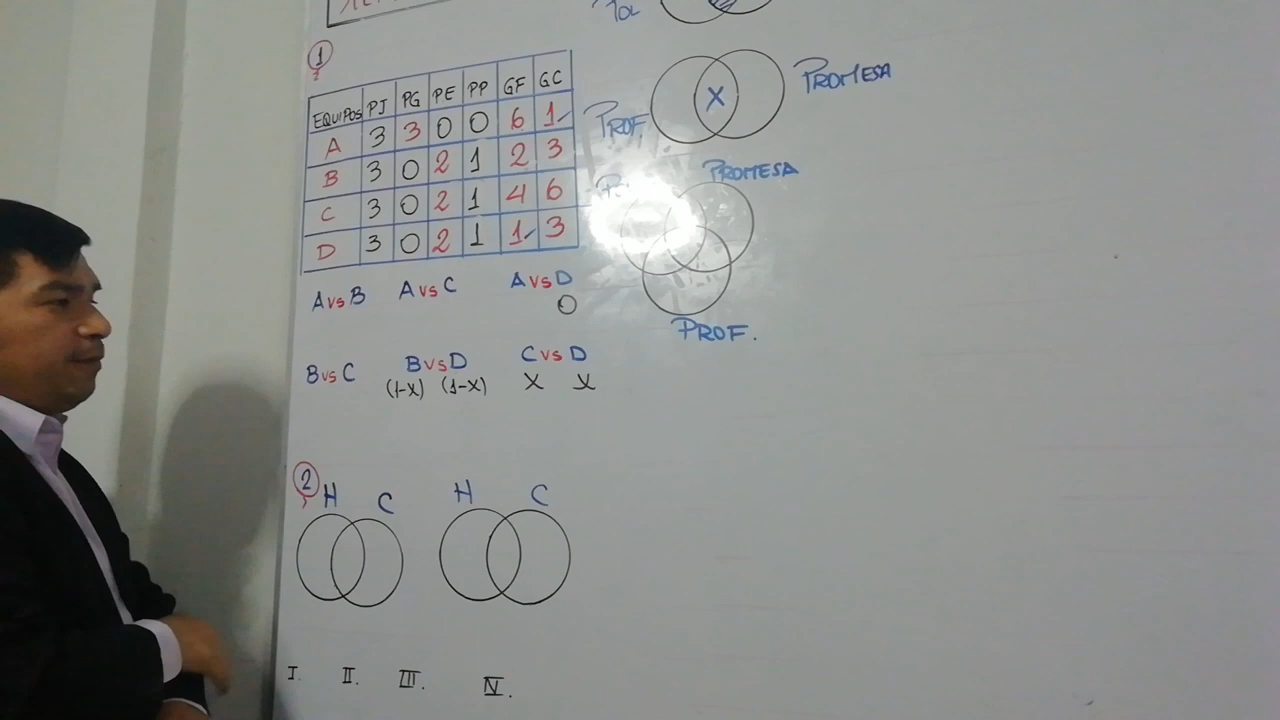 ①
EQUIPOS PJ PG PE PP GF GC
A 3 3 0 0 6 1
B 3 0 2 1 2 3
C 3 0 2 1 4 6
D 3 0 2 1 1 3
A vs B A vs C A vs D
0
B vs C B vs D C vs D
(1-X) (1-X) X X
②
H C H C
I. II. III. IV.
PROMESA
X
PROF.
PROMESA
PROF.